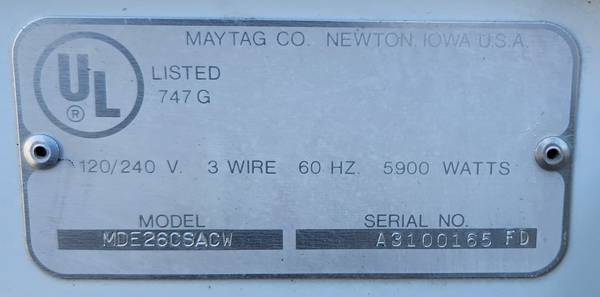 MAYTAG CO. NEWTON, IOWA U.S.A.
UL ®
LISTED
747 G
120/240 V. 3 WIRE 60 HZ. 5900 WATTS
MODEL SERIAL NO.
MDE26CSACW A3100165 FD